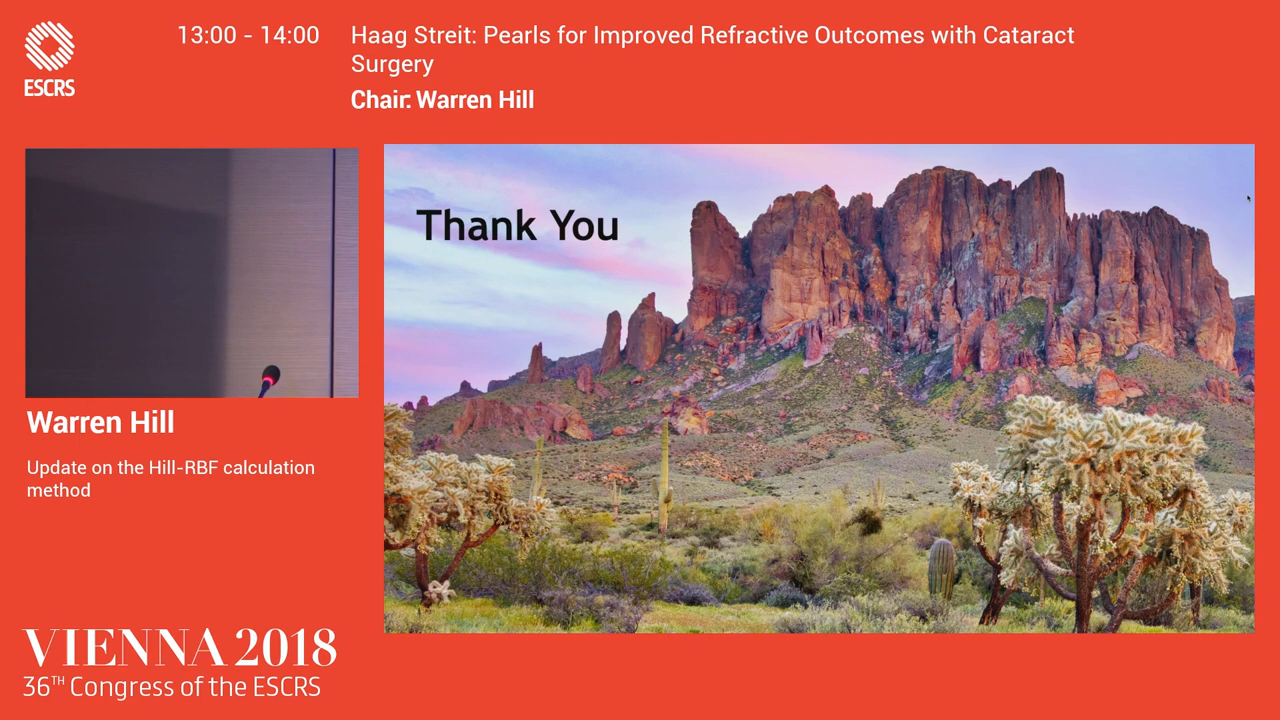 ESCRS
13:00 - 14:00
Haag Streit: Pearls for Improved Refractive Outcomes with Cataract
Surgery
Chair: Warren Hill
Thank You
Warren Hill
Update on the Hill-RBF calculation
method
VIENNA 2018
36TH Congress of the ESCRS